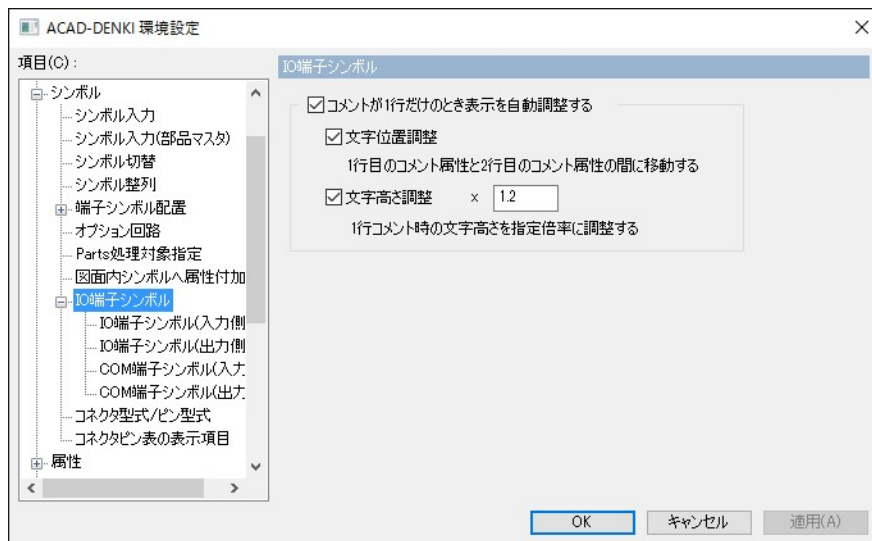 ACAD-DENKI 環境設定
項目(C):
シンボル
シンボル入力
シンボル入力(部品マスタ)
シンボル切替
シンボル整列
端子シンボル配置
オプション回路
Parts処理対象指定
図面内シンボルへ属性付加
IO端子シンボル
IO端子シンボル(入力側
IO端子シンボル(出力側
COM端子シンボル(入力
COM端子シンボル(出力
コネクタ型式/ピン型式
コネクタピン表の表示項目
属性
IO端子シンボル
コメントが1行だけのとき表示を自動調整する
文字位置調整
1行目のコメント属性と2行目のコメント属性の間に移動する
文字高さ調整 x 1.2
1行コメント時の文字高さを指定倍率に調整する
OK キャンセル 適用(A)